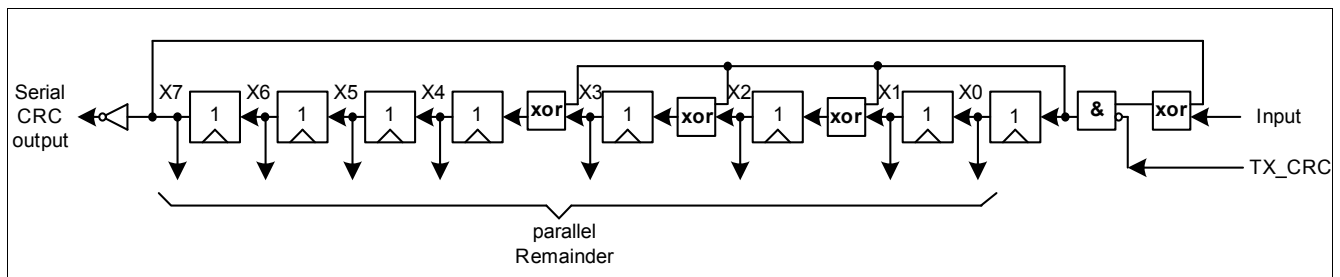 Serial
CRC
output
X7 1 X6 1 X5 1 X4 1 xor X3 1 xor X2 1 xor X1 1 X0 1 & xor Input
TX_CRC
parallel
Remainder